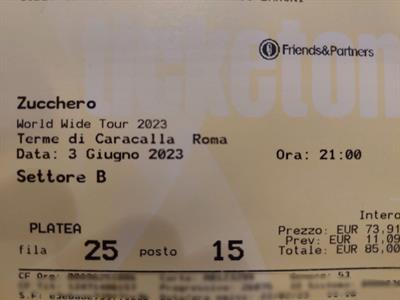 Friends&Partners
ticketon
Zucchero
World Wide Tour 2023
Terme di Caracalla Roma
Data: 3 Giugno 2023 Ora: 21:00
Settore B
Intero
PLATEA Prezzo: EUR 73,91
Prev: EUR 11,09
fila 25 posto 15 Totale: EUR 85,00